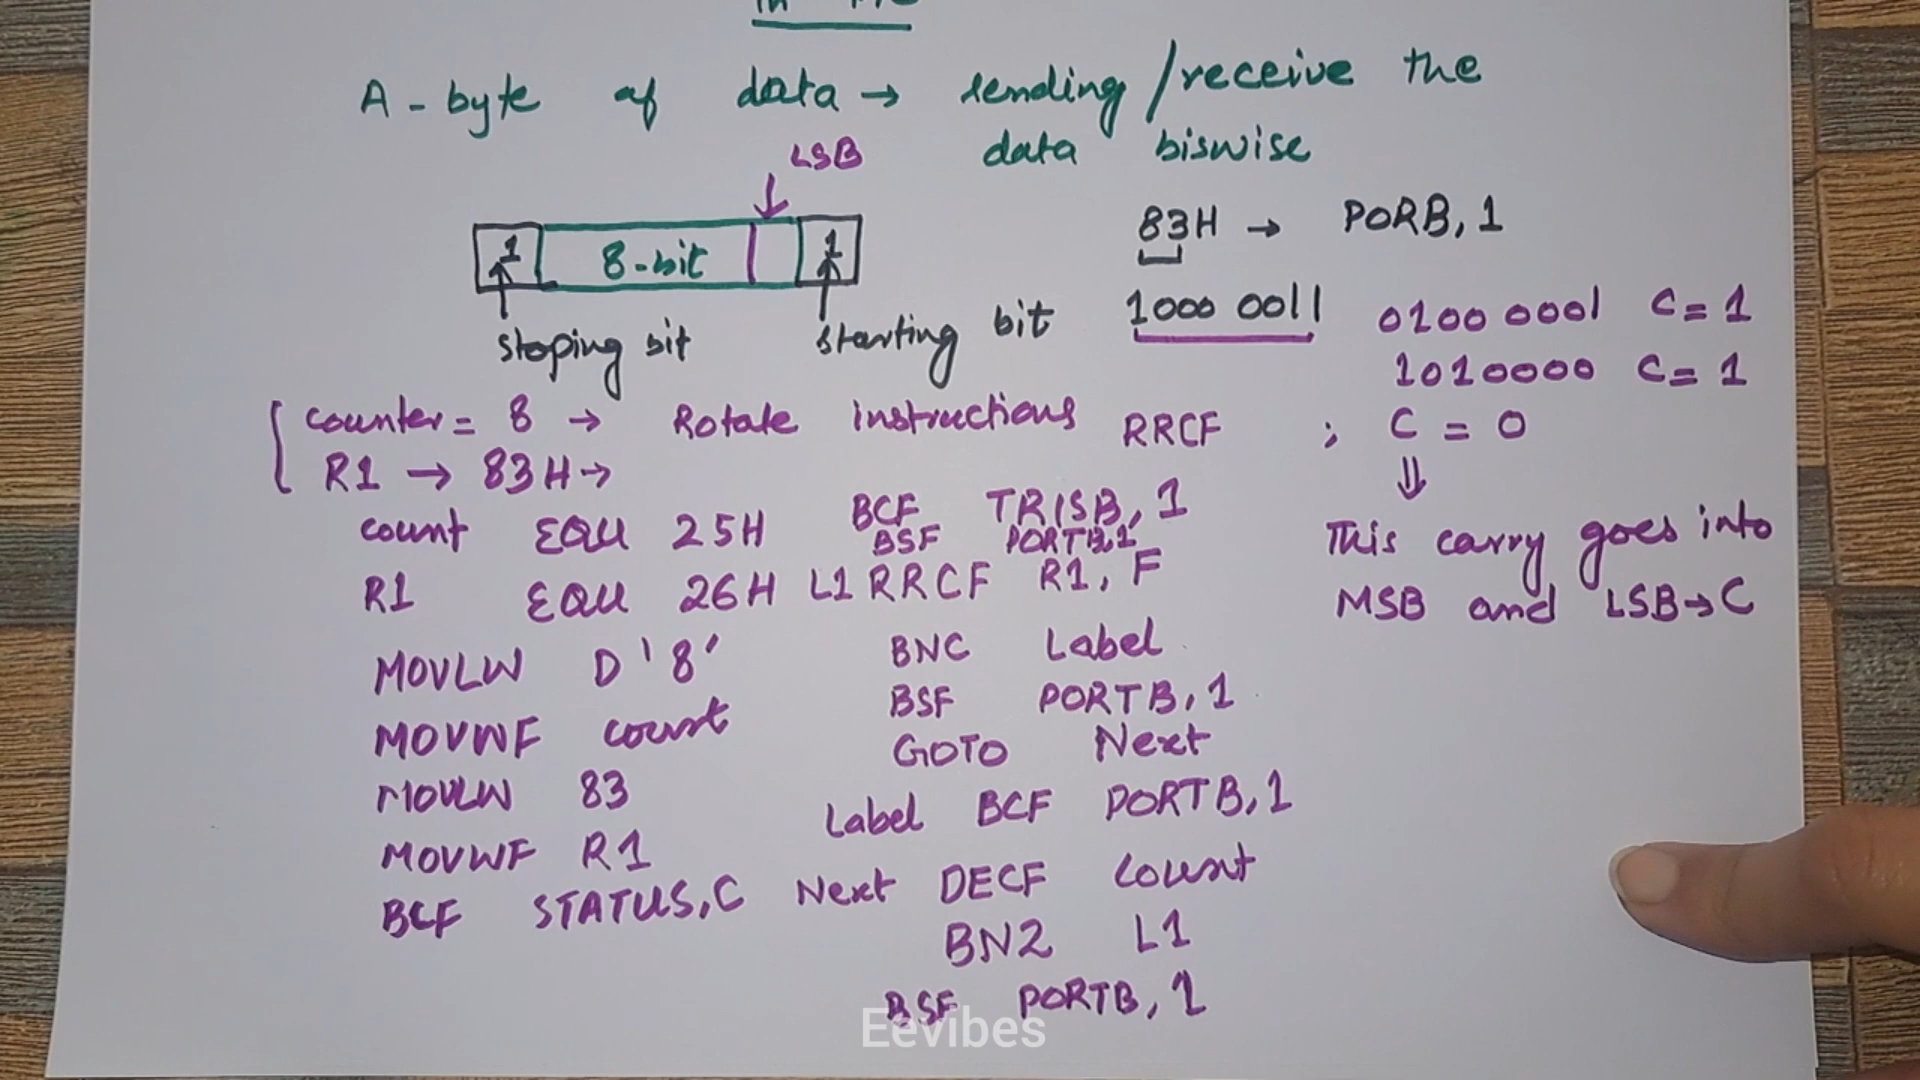 A-byte of data → sending/receive the
data biswise
LSB
1 8-bit 1
stoping bit
starting bit
83H → PORB,1
1000 0011
0100 0001 C=1
1010000 C=1
counter = 8 → Rotate instructions RRCF ; C = 0
R1 → 83H →
This carry goes into
MSB and LSB→C
count EQU 25H
R1 EQU 26H
MOVLW D'8'
MOVWF count
MOVLW 83
MOVWF R1
BCF STATUS,C
BCF TRISB,1
BSF PORTB,1
L1 RRCF R1, F
BNC Label
BSF PORTB,1
GOTO Next
Label BCF PORTB,1
Next DECF count
BNZ L1
BSF PORTB,1
Eevibes